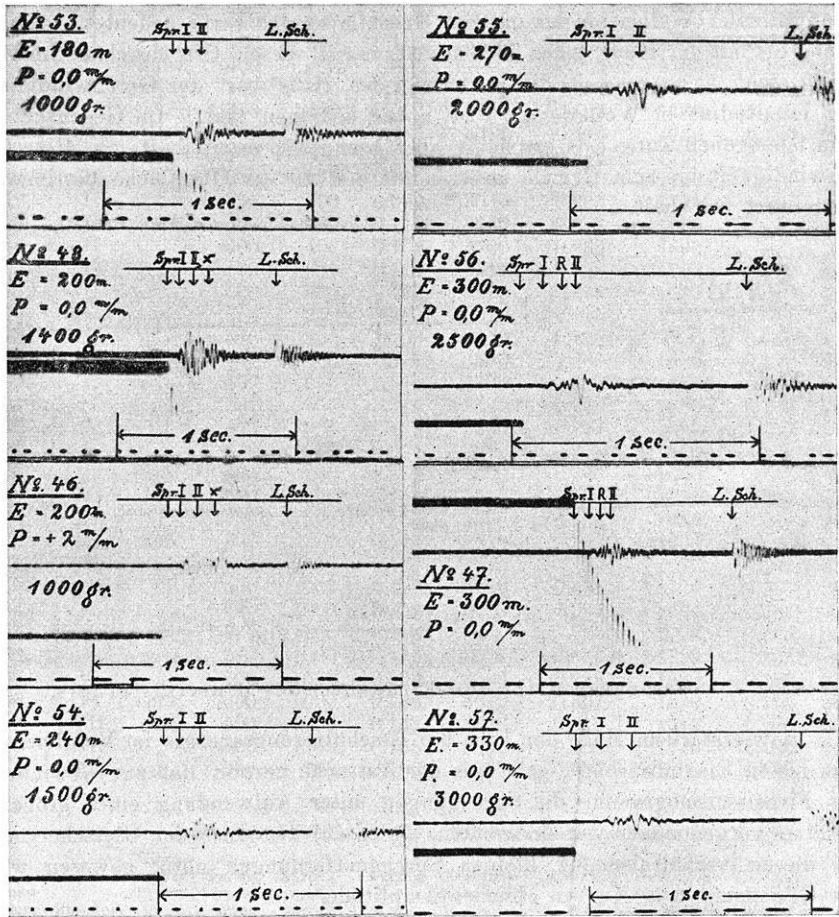 № 53.
E = 180 m
P = 0,0 m/m
1000 gr.
Spr. I II L. Sch.
1 sec.
№ 48.
E = 200 m.
P = 0,0 m/m
1400 gr.
Spr. I II x L. Sch.
1 sec.
№ 46.
E = 200 m.
P = + 2 m/m
1000 gr.
Spr. I II x L. Sch.
1 sec.
№ 54.
E = 240 m.
P = 0,0 m/m
1500 gr.
Spr. I II L. Sch.
1 sec.
№ 55.
E = 270 m.
P = 0,0 m/m
2000 gr.
Spr. I II L. Sch.
1 sec.
№ 56.
E = 300 m.
P = 0,0 m/m
2500 gr.
Spr. I R II L. Sch.
1 sec.
Spr. I R II L. Sch.
№ 47.
E = 300 m.
P = 0,0 m/m
1 sec.
№ 57.
E. = 330 m.
P. = 0,0 m/m
3000 gr.
Spr. I II L. Sch.
1 sec.